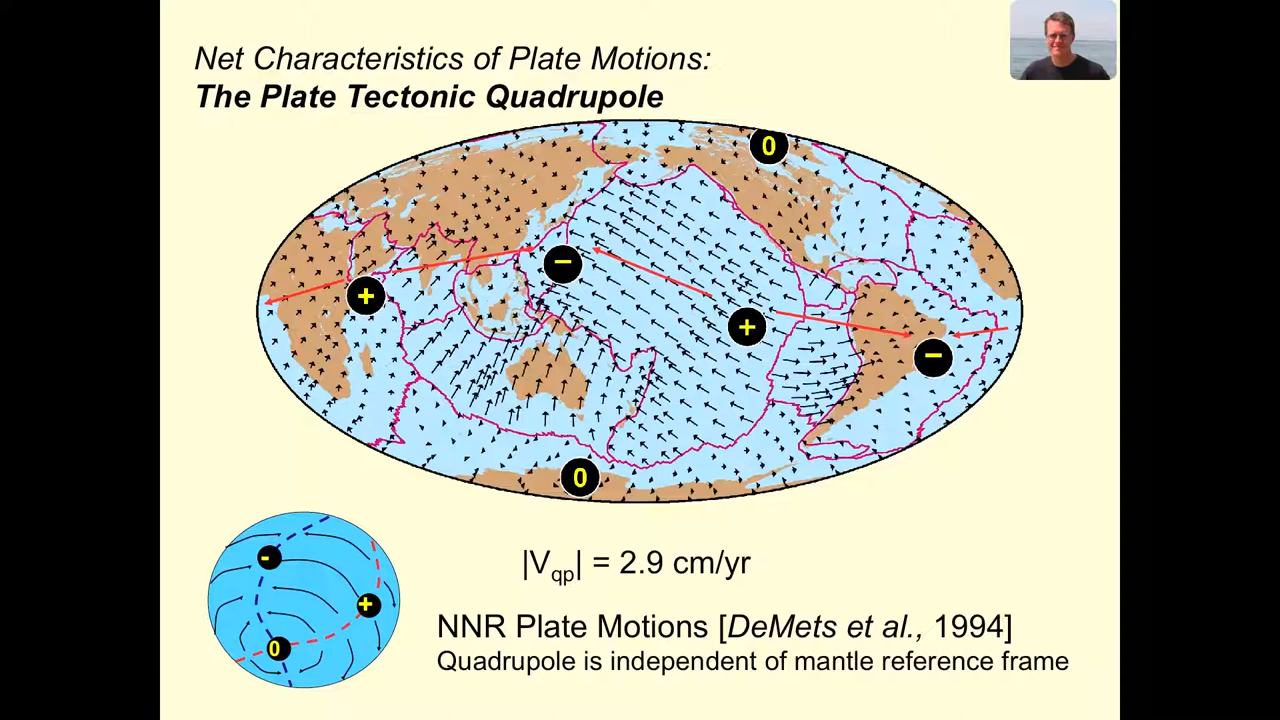 Net Characteristics of Plate Motions:
The Plate Tectonic Quadrupole
0
−
+
+
−
0
-
+
0
|Vqp| = 2.9 cm/yr
NNR Plate Motions [DeMets et al., 1994]
Quadrupole is independent of mantle reference frame